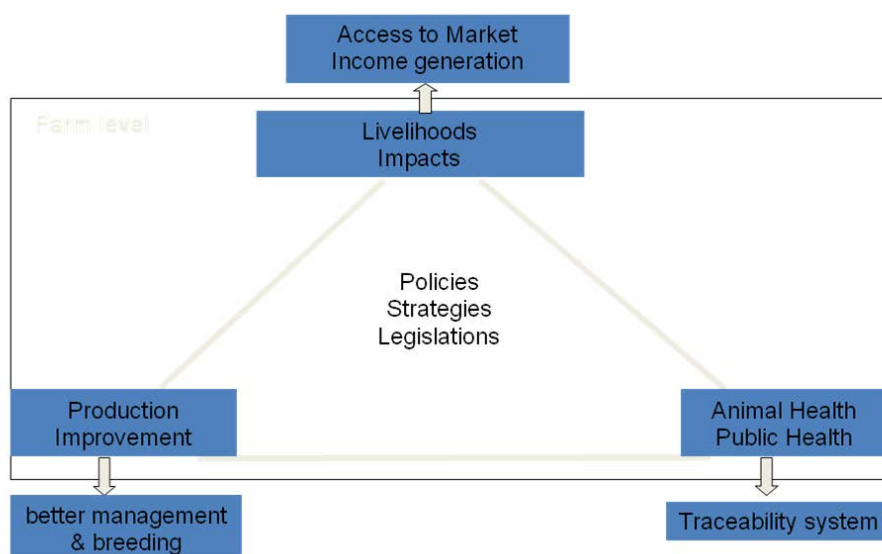 Access to Market
Income generation
Farm level
Livelihoods
Impacts
Policies
Strategies
Legislations
Production
Improvement
Animal Health
Public Health
better management
& breeding
Traceability system